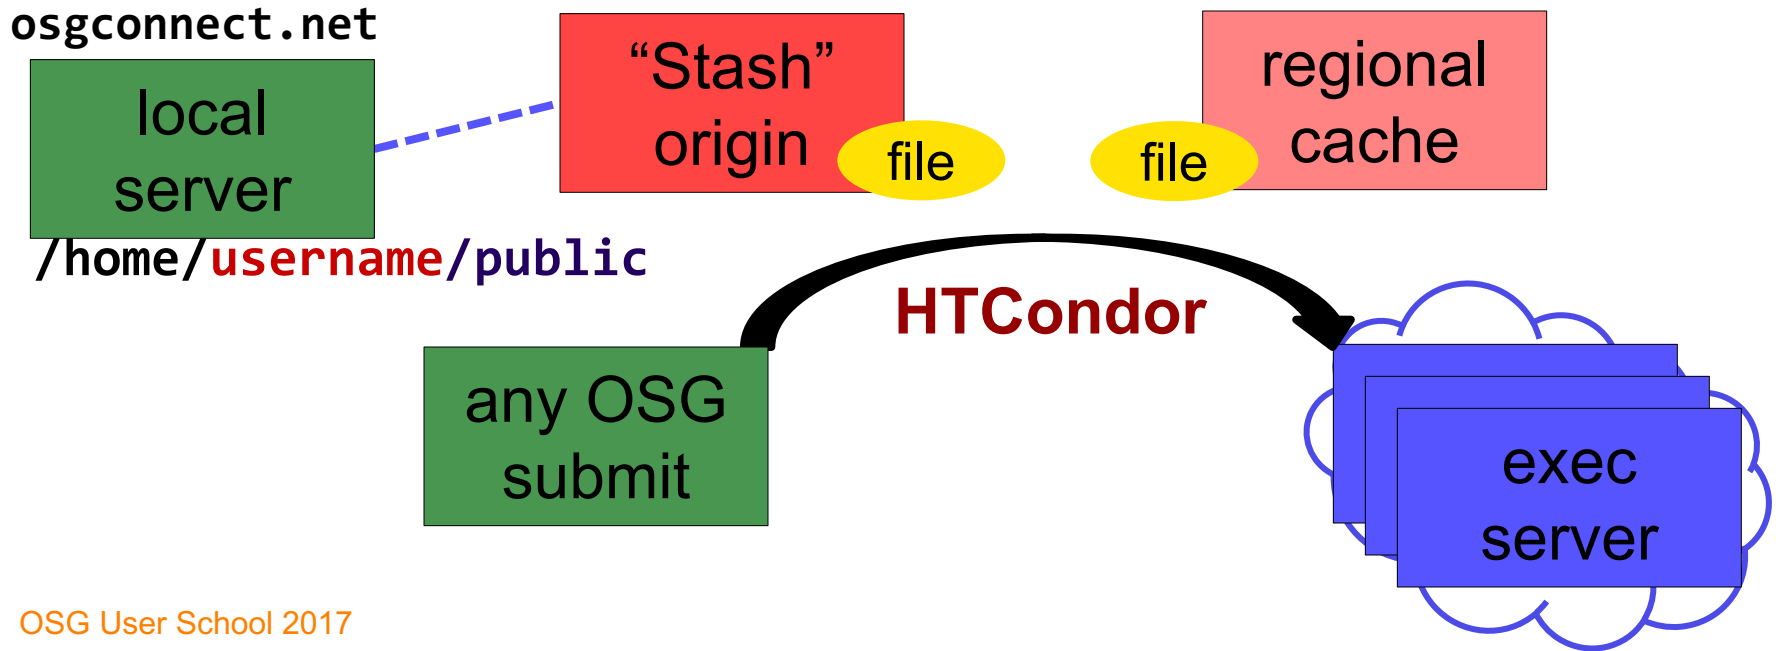 osgconnect.net
local
server
/home/username/public
“Stash”
origin
file
file
regional
cache
HTCondor
any OSG
submit
exec
server
OSG User School 2017